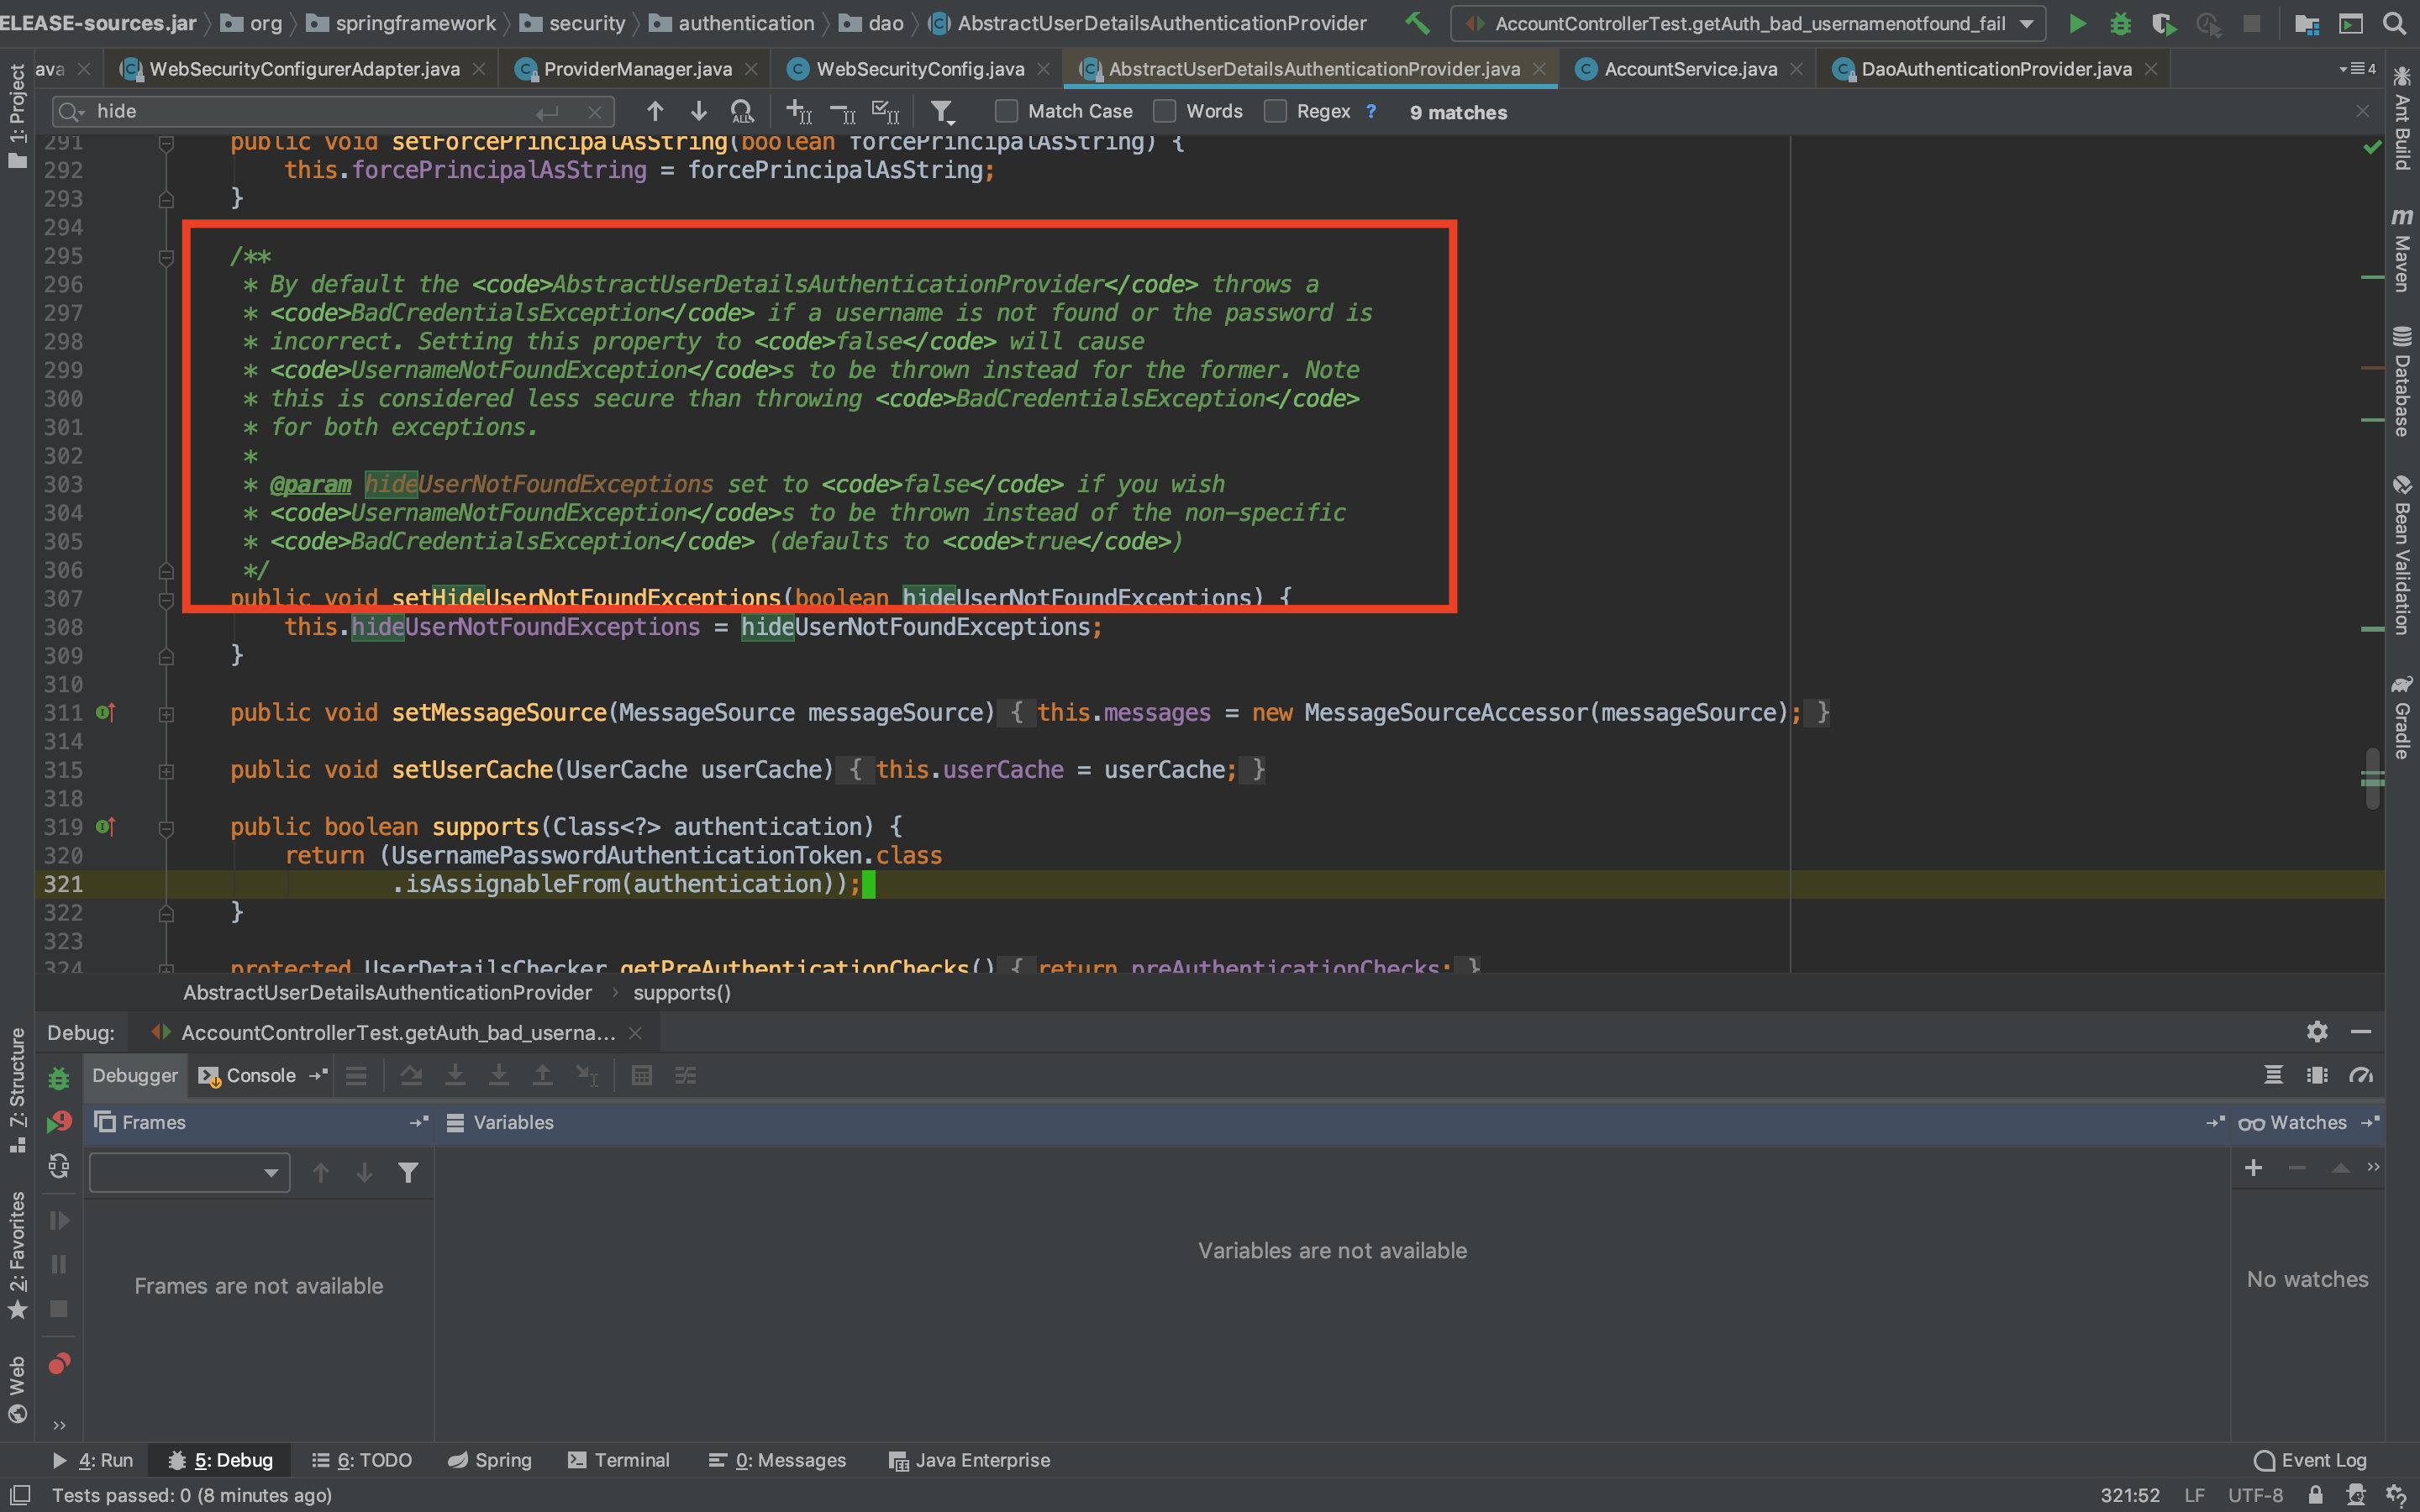 ELEASE-sources.jar org springframework security authentication dao AbstractUserDetailsAuthenticationProvider AccountControllerTest.getAuth_bad_usernamenotfound_fail
ava WebSecurityConfigurerAdapter.java ProviderManager.java WebSecurityConfig.java AbstractUserDetailsAuthenticationProvider.java AccountService.java DaoAuthenticationProvider.java 4
hide Match Case Words Regex ? 9 matches
291 public void setForcePrincipalAsString(boolean forcePrincipalAsString) {
292 this.forcePrincipalAsString = forcePrincipalAsString;
293 }
294
295 /**
296 * By default the <code>AbstractUserDetailsAuthenticationProvider</code> throws a
297 * <code>BadCredentialsException</code> if a username is not found or the password is
298 * incorrect. Setting this property to <code>false</code> will cause
299 * <code>UsernameNotFoundException</code>s to be thrown instead for the former. Note
300 * this is considered less secure than throwing <code>BadCredentialsException</code>
301 * for both exceptions.
302 *
303 * @param hideUserNotFoundExceptions set to <code>false</code> if you wish
304 * <code>UsernameNotFoundException</code>s to be thrown instead of the non-specific
305 * <code>BadCredentialsException</code> (defaults to <code>true</code>)
306 */
307 public void setHideUserNotFoundExceptions(boolean hideUserNotFoundExceptions) {
308 this.hideUserNotFoundExceptions = hideUserNotFoundExceptions;
309 }
310
311 public void setMessageSource(MessageSource messageSource) { this.messages = new MessageSourceAccessor(messageSource); }
314
315 public void setUserCache(UserCache userCache) { this.userCache = userCache; }
318
319 public boolean supports(Class<?> authentication) {
320 return (UsernamePasswordAuthenticationToken.class
321 .isAssignableFrom(authentication));
322 }
323
324 protected UserDetailsChecker getPreAuthenticationChecks() { return preAuthenticationChecks; }
AbstractUserDetailsAuthenticationProvider › supports()
Debug: AccountControllerTest.getAuth_bad_userna...
Debugger Console
Frames Variables Watches
Frames are not available
Variables are not available
No watches
4: Run 5: Debug 6: TODO Spring Terminal 0: Messages Java Enterprise Event Log
Tests passed: 0 (8 minutes ago) 321:52 LF UTF-8
1: Project
Z: Structure
2: Favorites
Web
Ant Build
Maven
Database
Bean Validation
Gradle